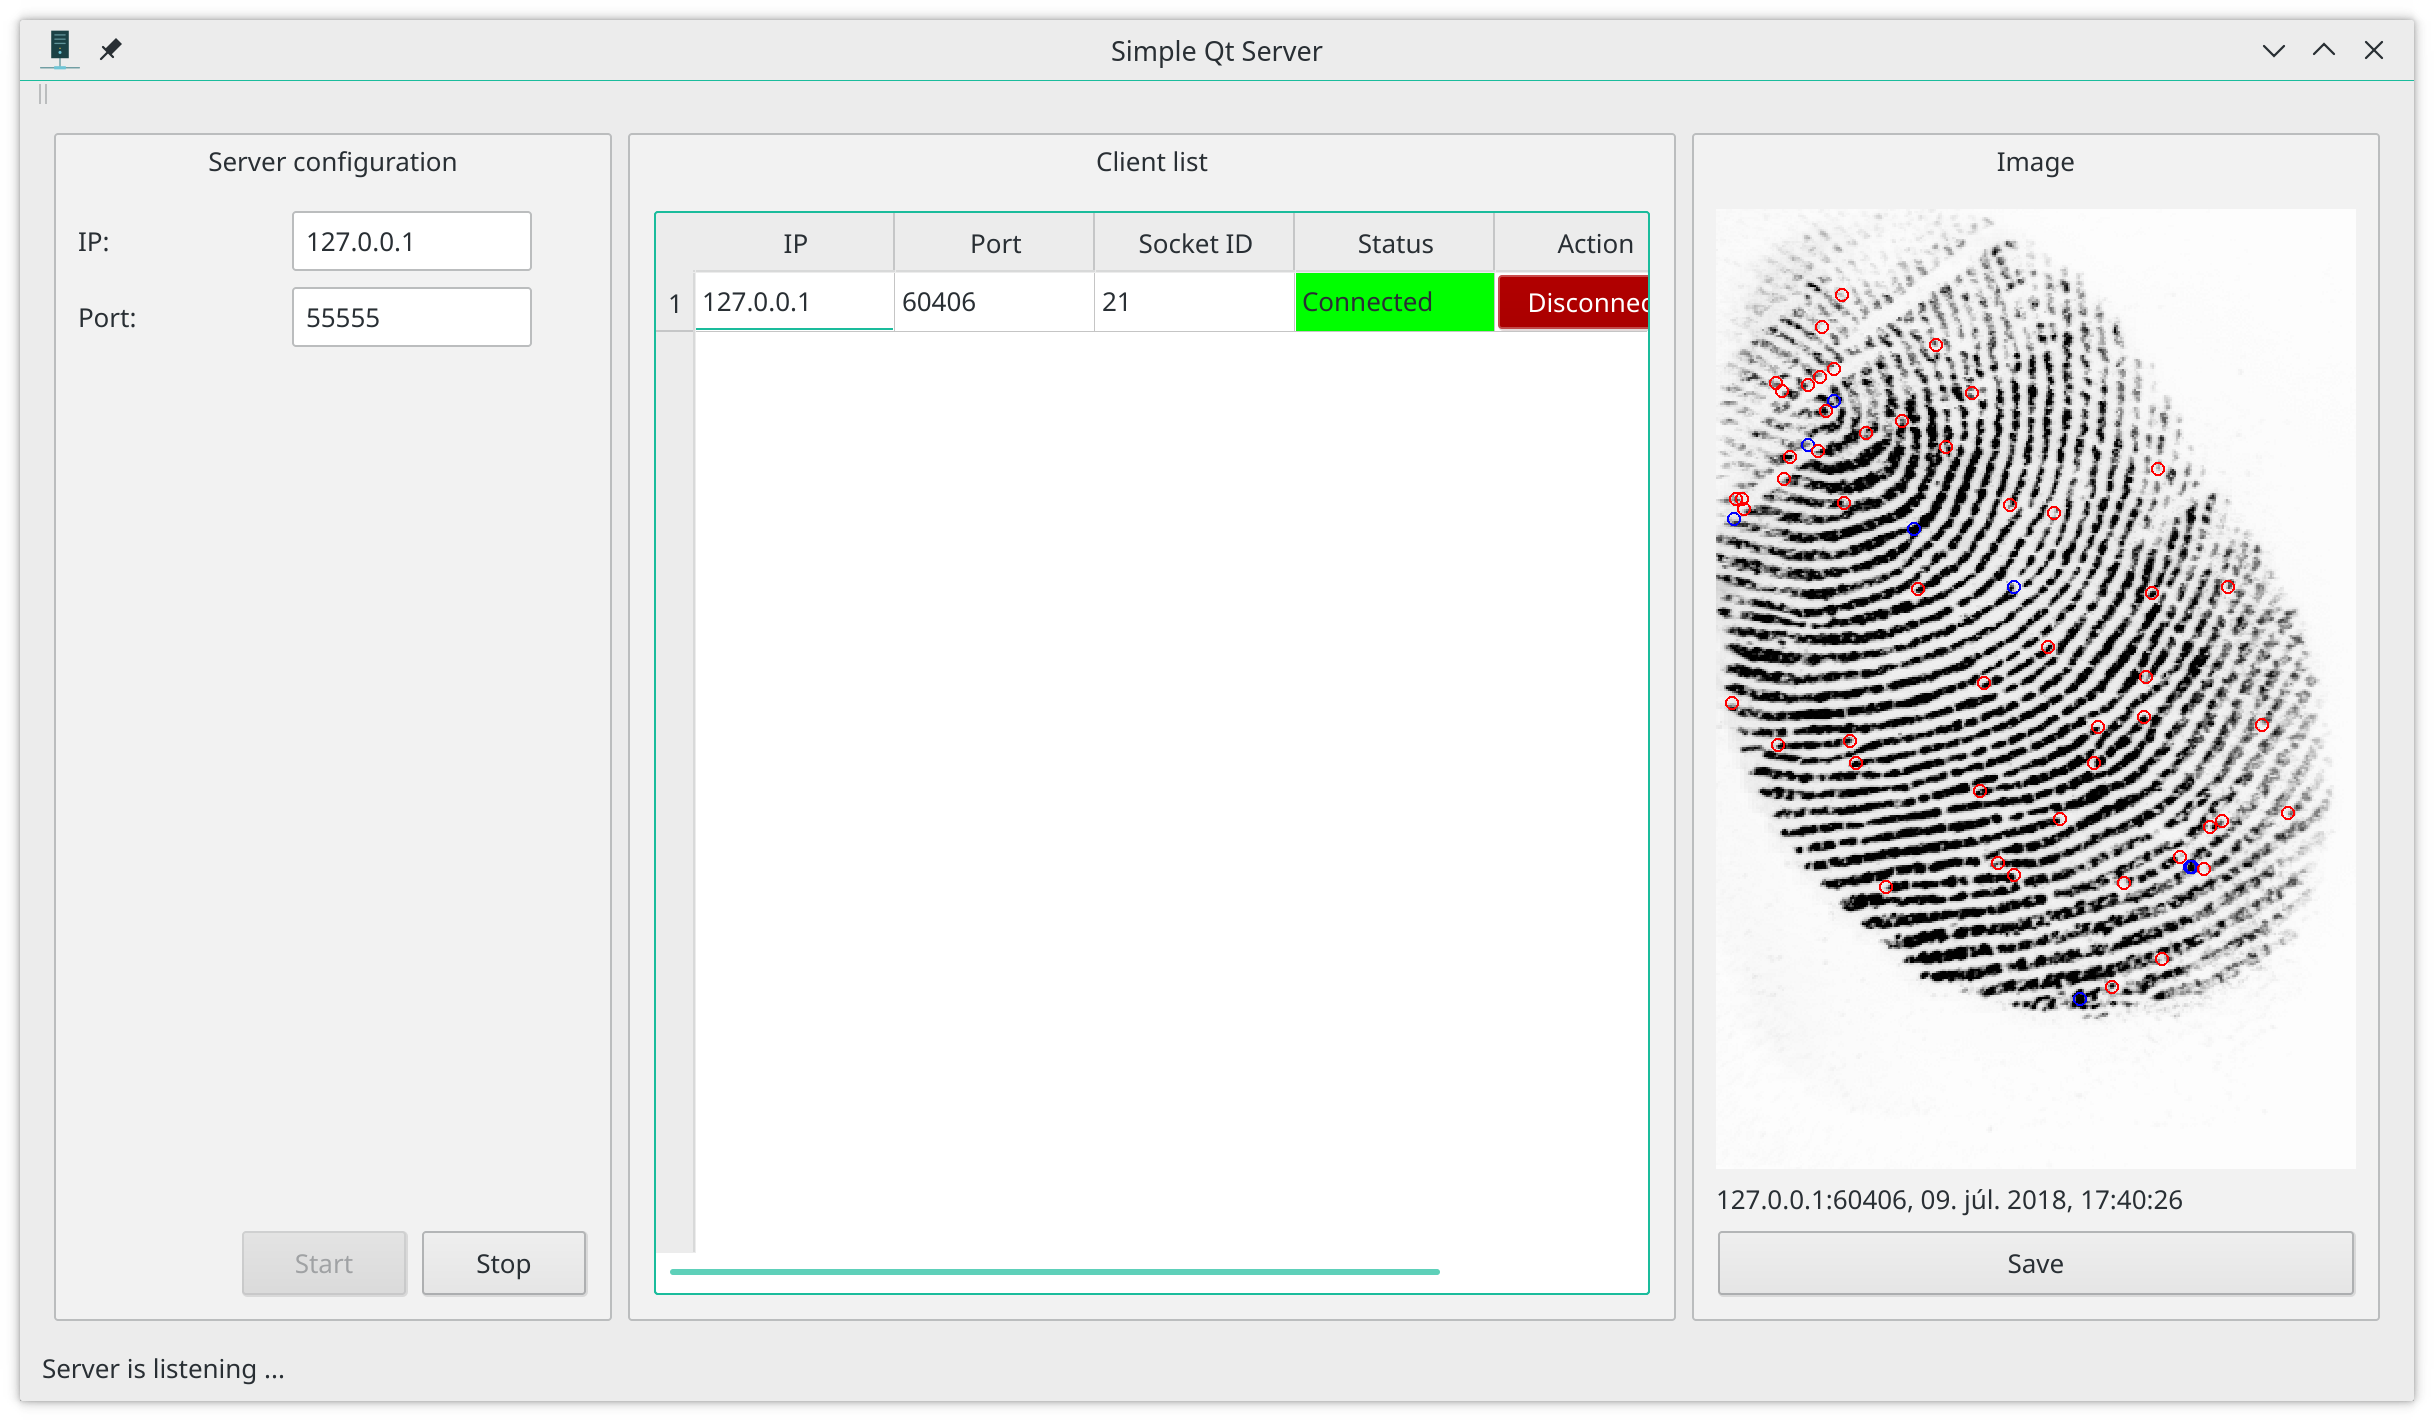 Simple Qt Server
Server configuration
IP:
127.0.0.1
Port:
55555
Start
Stop
Client list
IP Port Socket ID Status Action
1 127.0.0.1 60406 21 Connected Disconnec
Image
127.0.0.1:60406, 09. júl. 2018, 17:40:26
Save
Server is listening ...